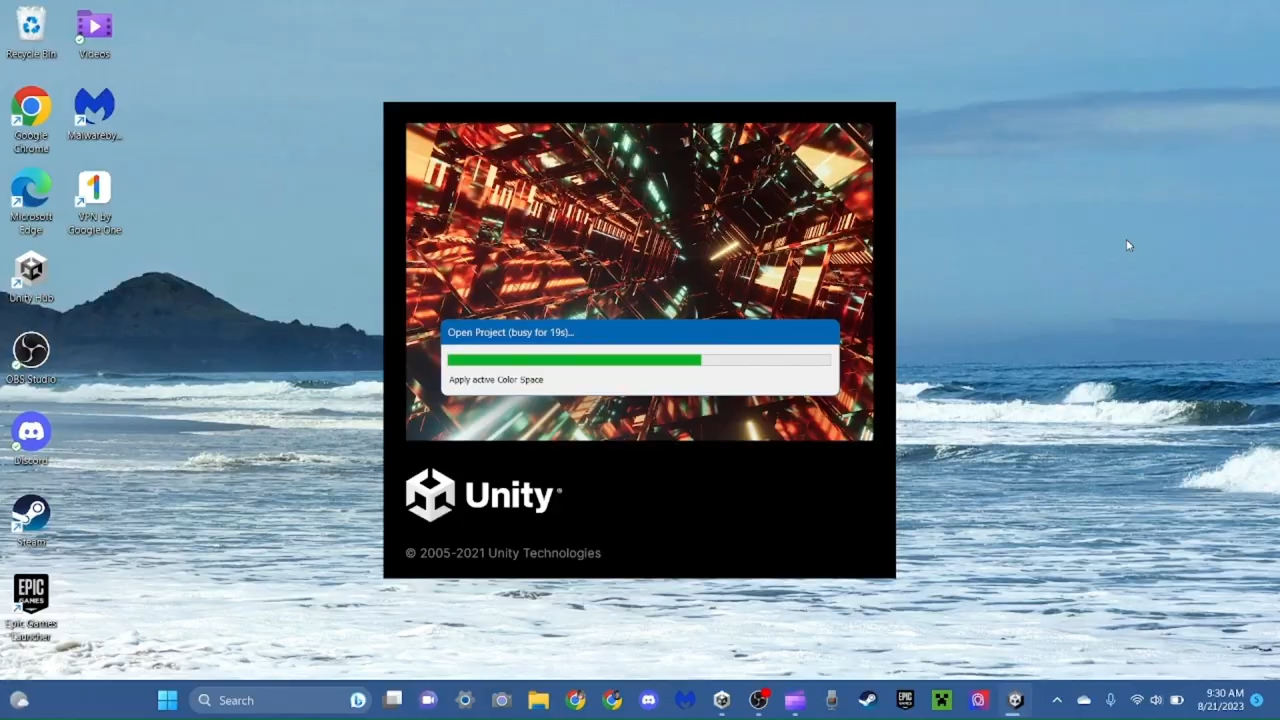 Recycle Bin
Videos
Google
Chrome
Malwareby...
Microsoft
Edge
VPN by
Google One
Unity Hub
OBS Studio
Discord
Steam
EPIC
GAMES
Epic Games
Launcher
Open Project (busy for 19s)...
Apply active Color Space
Unity
© 2005-2021 Unity Technologies
Search
EPIC
GAMES
9:30 AM
8/21/2023